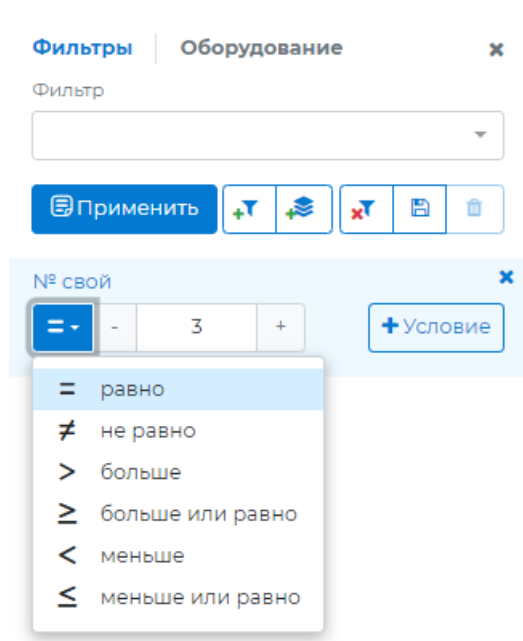 Фильтры Оборудование
Фильтр
Применить
№ свой
= - 3 + +Условие
= равно
≠ не равно
> больше
≥ больше или равно
< меньше
≤ меньше или равно